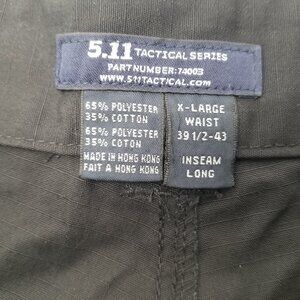 5.11 TACTICAL SERIES
PART NUMBER: 74003
WWW.511TACTICAL.COM
65% POLYESTER
35% COTTON
65% POLYESTER
35% COTON
MADE IN HONG KONG
FAIT A HONG KONG
X-LARGE
WAIST
39 1/2-43
INSEAM
LONG